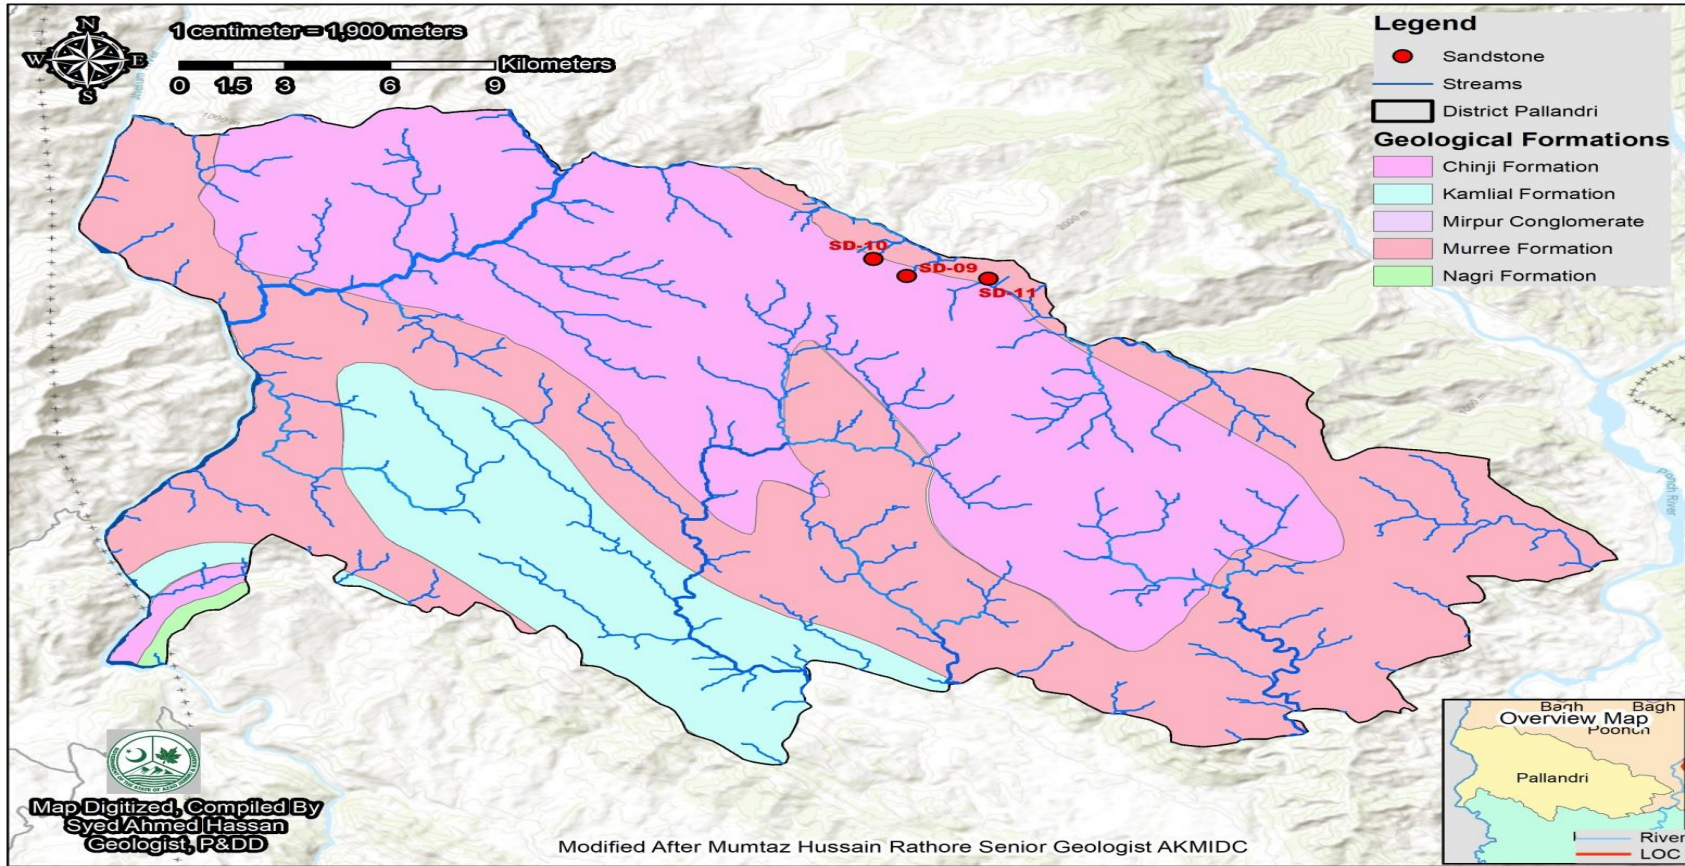 N
W E
S
1 centimeter = 1,900 meters
Kilometers
0 1.5 3 6 9
1000 m
2000 m
SD-10
SD-09
SD-11
Legend
Sandstone
Streams
District Pallandri
Geological Formations
Chinji Formation
Kamlial Formation
Mirpur Conglomerate
Murree Formation
Nagri Formation
Map Digitized, Compiled By
Syed Ahmed Hassan
Geologist, P&DD
Modified After Mumtaz Hussain Rathore Senior Geologist AKMIDC
Bagh Bagh
Overview Map
Poonch
Pallandri
River
LOC